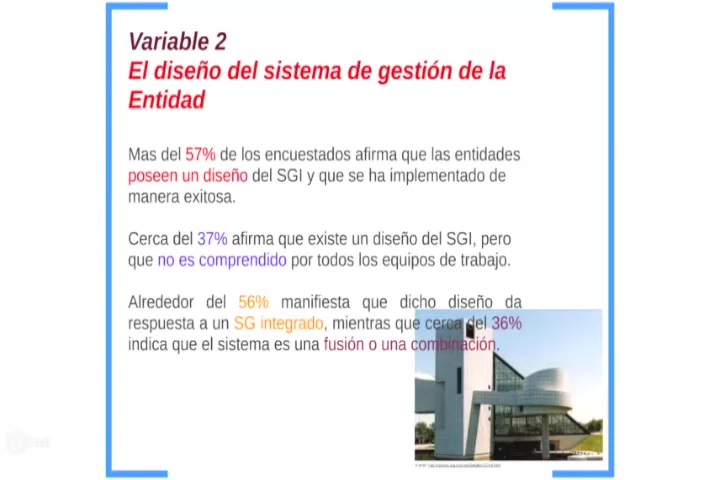 Variable 2
El diseño del sistema de gestión de la
Entidad
Mas del 57% de los encuestados afirma que las entidades
poseen un diseño del SGI y que se ha implementado de
manera exitosa.
Cerca del 37% afirma que existe un diseño del SGI, pero
que no es comprendido por todos los equipos de trabajo.
Alrededor del 56% manifiesta que dicho diseño da
respuesta a un SG integrado, mientras que cerca del 36%
indica que el sistema es una fusión o una combinación.